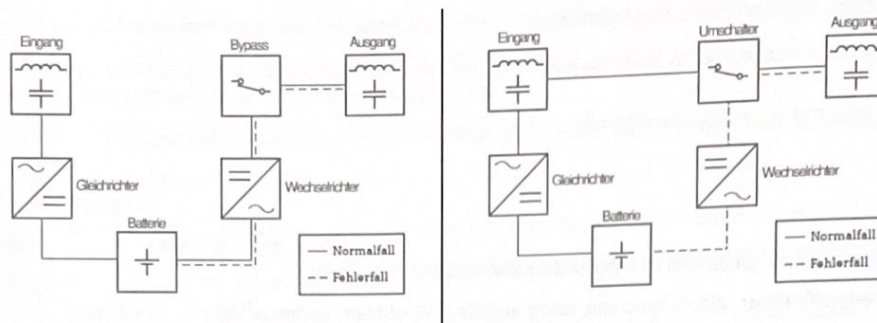 Eingang
Bypass
Ausgang
Gleichrichter
Wechselrichter
Batterie
Normalfall
Fehlerfall
Eingang
Umschalter
Ausgang
Gleichrichter
Wechselrichter
Batterie
Normalfall
Fehlerfall